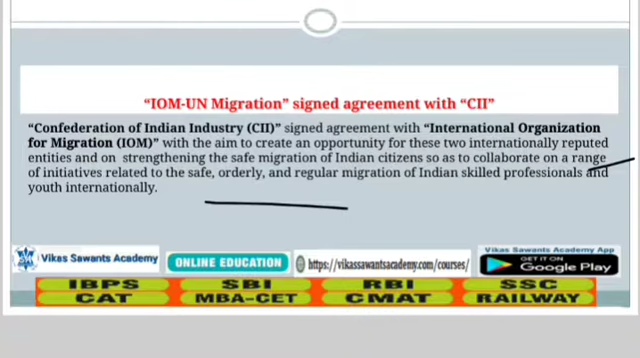 “IOM-UN Migration” signed agreement with “CII”
“Confederation of Indian Industry (CII)” signed agreement with “International Organization
for Migration (IOM)” with the aim to create an opportunity for these two internationally reputed
entities and on strengthening the safe migration of Indian citizens so as to collaborate on a range
of initiatives related to the safe, orderly, and regular migration of Indian skilled professionals and
youth internationally.
Vikas Sawants Academy App
Vikas Sawants Academy ONLINE EDUCATION https://vikassawantsacademy.com/courses/ GET IT ON
Google Play
IBPS SBI RBI SSC
CAT MBA-CET CMAT RAILWAY